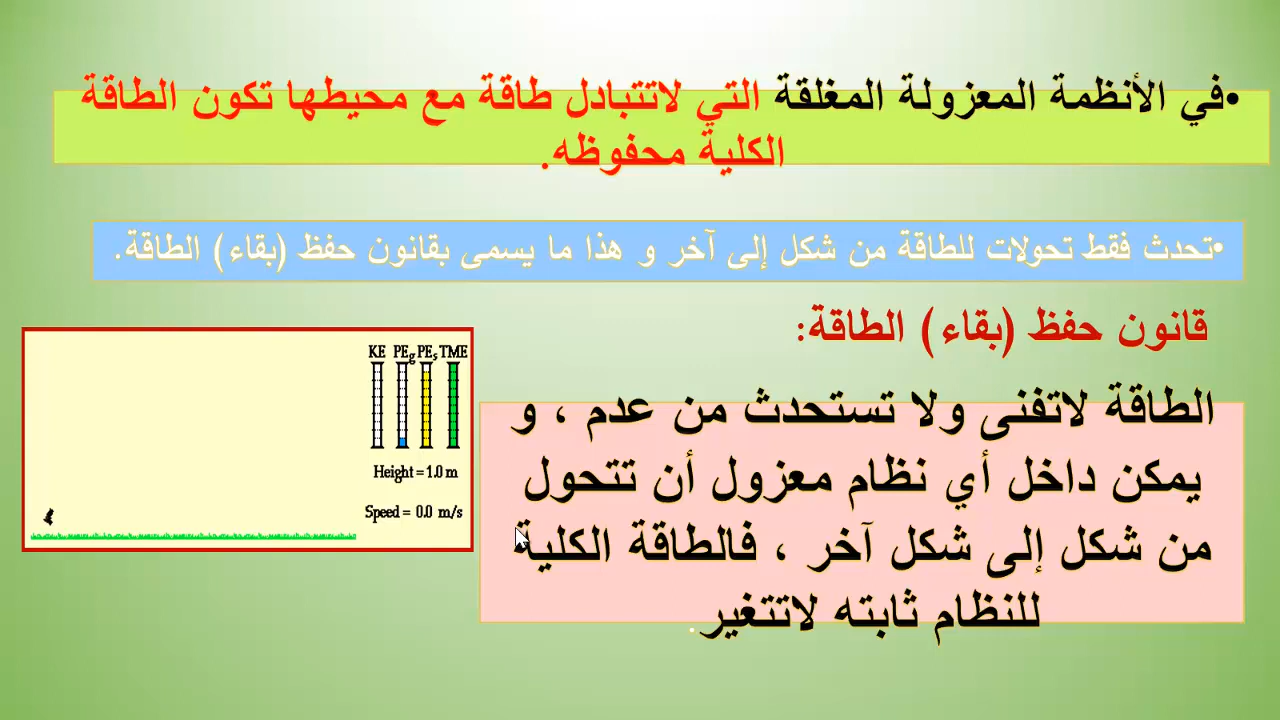 •في الأنظمة المعزولة المغلقة التي لاتتبادل طاقة مع محيطها تكون الطاقة
الكلية محفوظه.
•تحدث فقط تحولات للطاقة من شكل إلى آخر و هذا ما يسمى بقانون حفظ (بقاء) الطاقة.
قانون حفظ (بقاء) الطاقة:
الطاقة لاتفنى ولا تستحدث من عدم ، و
يمكن داخل أي نظام معزول أن تتحول
من شكل إلى شكل آخر ، فالطاقة الكلية
للنظام ثابته لاتتغير.
KE PEg PEs TME
Height = 1.0 m
Speed = 0.0 m/s